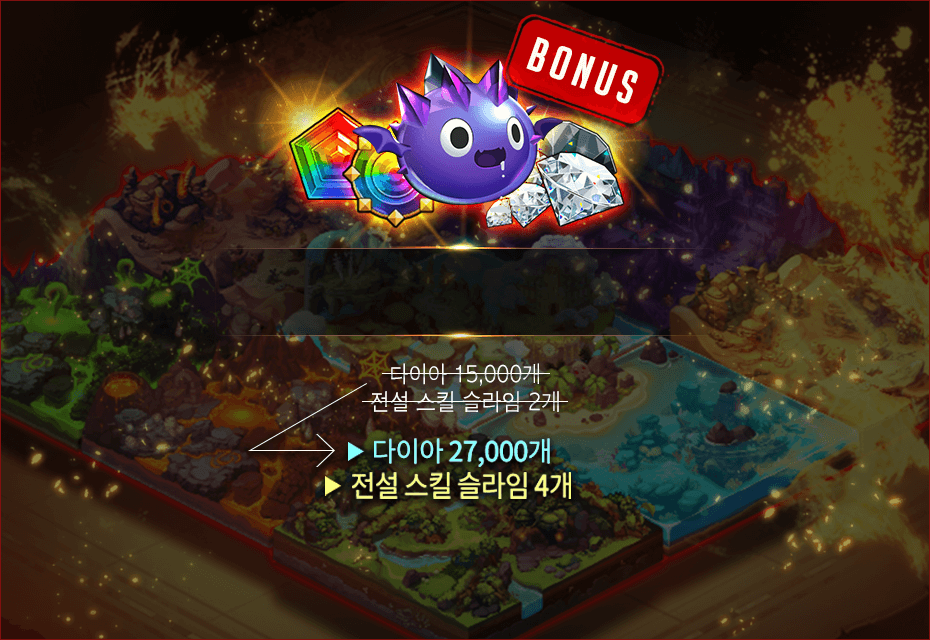 BONUS
다이아 15,000개
전설 스킬 슬라임 2개
▶ 다이아 27,000개
▶ 전설 스킬 슬라임 4개